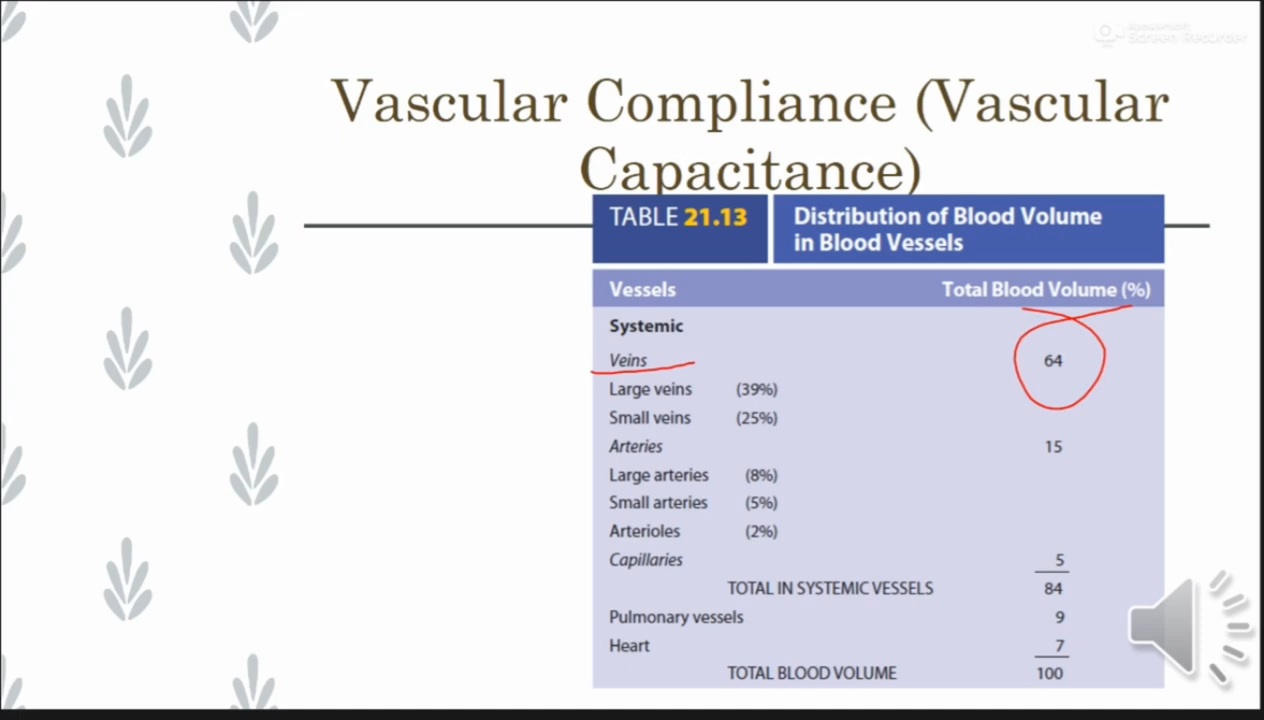 Screen Recorder
Vascular Compliance (Vascular
Capacitance)
TABLE 21.13
Distribution of Blood Volume
in Blood Vessels
Vessels Total Blood Volume (%)
Systemic
Veins 64
Large veins (39%)
Small veins (25%)
Arteries 15
Large arteries (8%)
Small arteries (5%)
Arterioles (2%)
Capillaries 5
TOTAL IN SYSTEMIC VESSELS 84
Pulmonary vessels 9
Heart 7
TOTAL BLOOD VOLUME 100